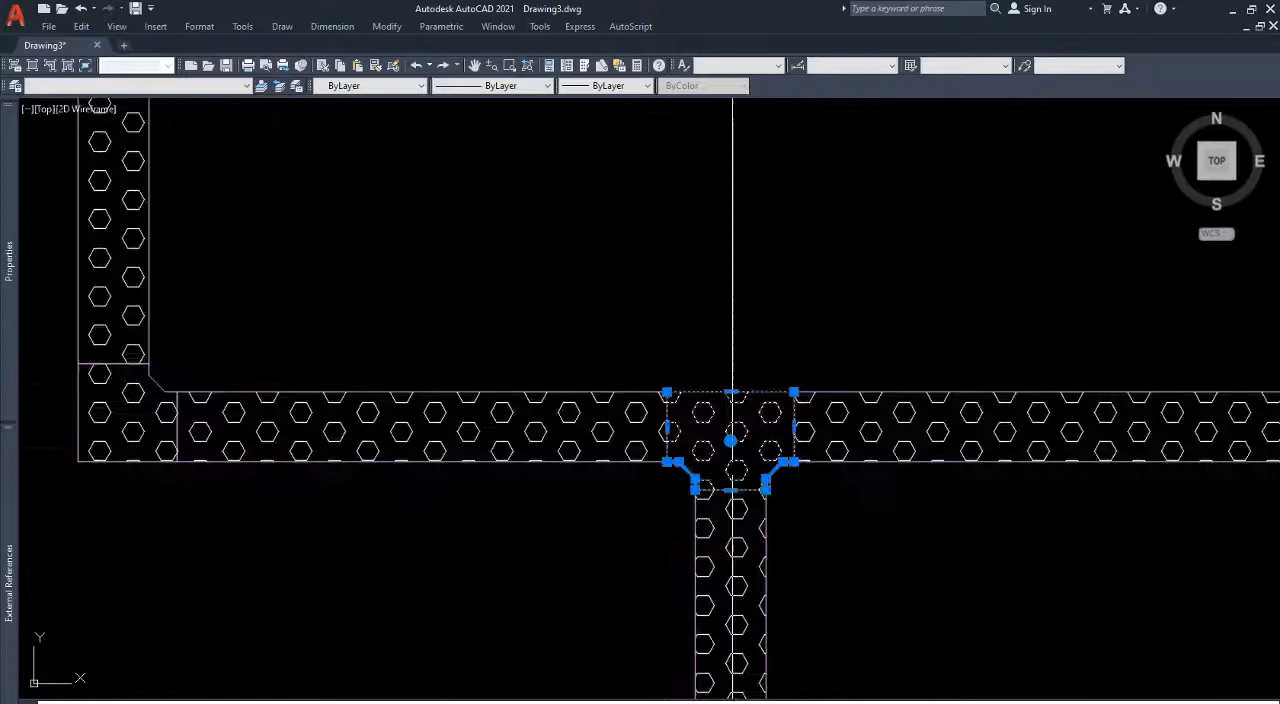 Autodesk AutoCAD 2021 Drawing3.dwg
Type a keyword or phrase
Sign In
File Edit View Insert Format Tools Draw Dimension Modify Parametric Window Tools Express AutoScript
Drawing3*
ByLayer
ByLayer
ByLayer
ByColor
[−][Top][2D Wireframe]
N
W
TOP
E
S
WCS
Properties
External References
Y
X